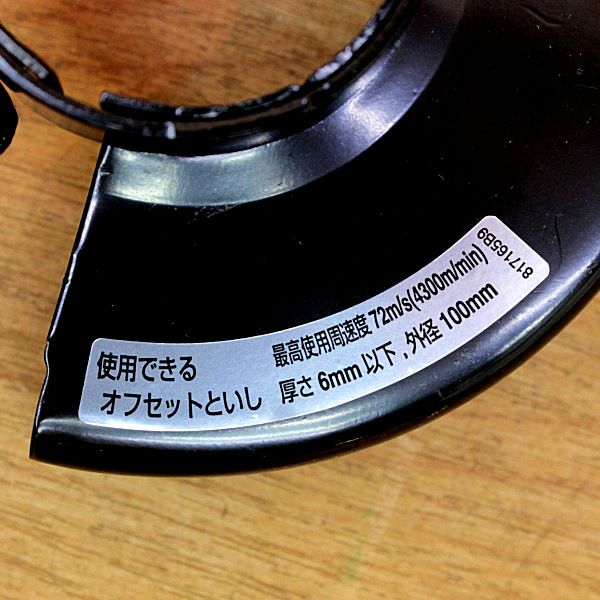 使用できる
オフセットといし
最高使用周速度 72m/s(4300m/min)
厚さ 6mm 以下 , 外径 100mm
817165B9